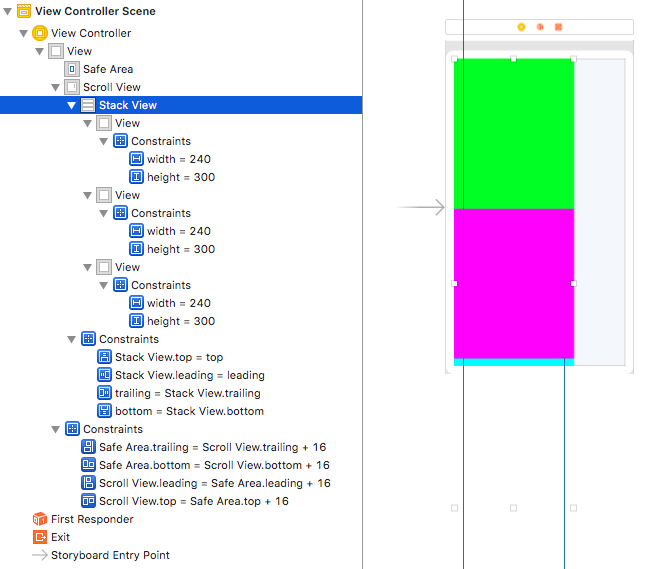 View Controller Scene
View Controller
View
Safe Area
Scroll View
Stack View
View
Constraints
width = 240
height = 300
View
Constraints
width = 240
height = 300
View
Constraints
width = 240
height = 300
Constraints
Stack View.top = top
Stack View.leading = leading
trailing = Stack View.trailing
bottom = Stack View.bottom
Constraints
Safe Area.trailing = Scroll View.trailing + 16
Safe Area.bottom = Scroll View.bottom + 16
Scroll View.leading = Safe Area.leading + 16
Scroll View.top = Safe Area.top + 16
First Responder
Exit
Storyboard Entry Point